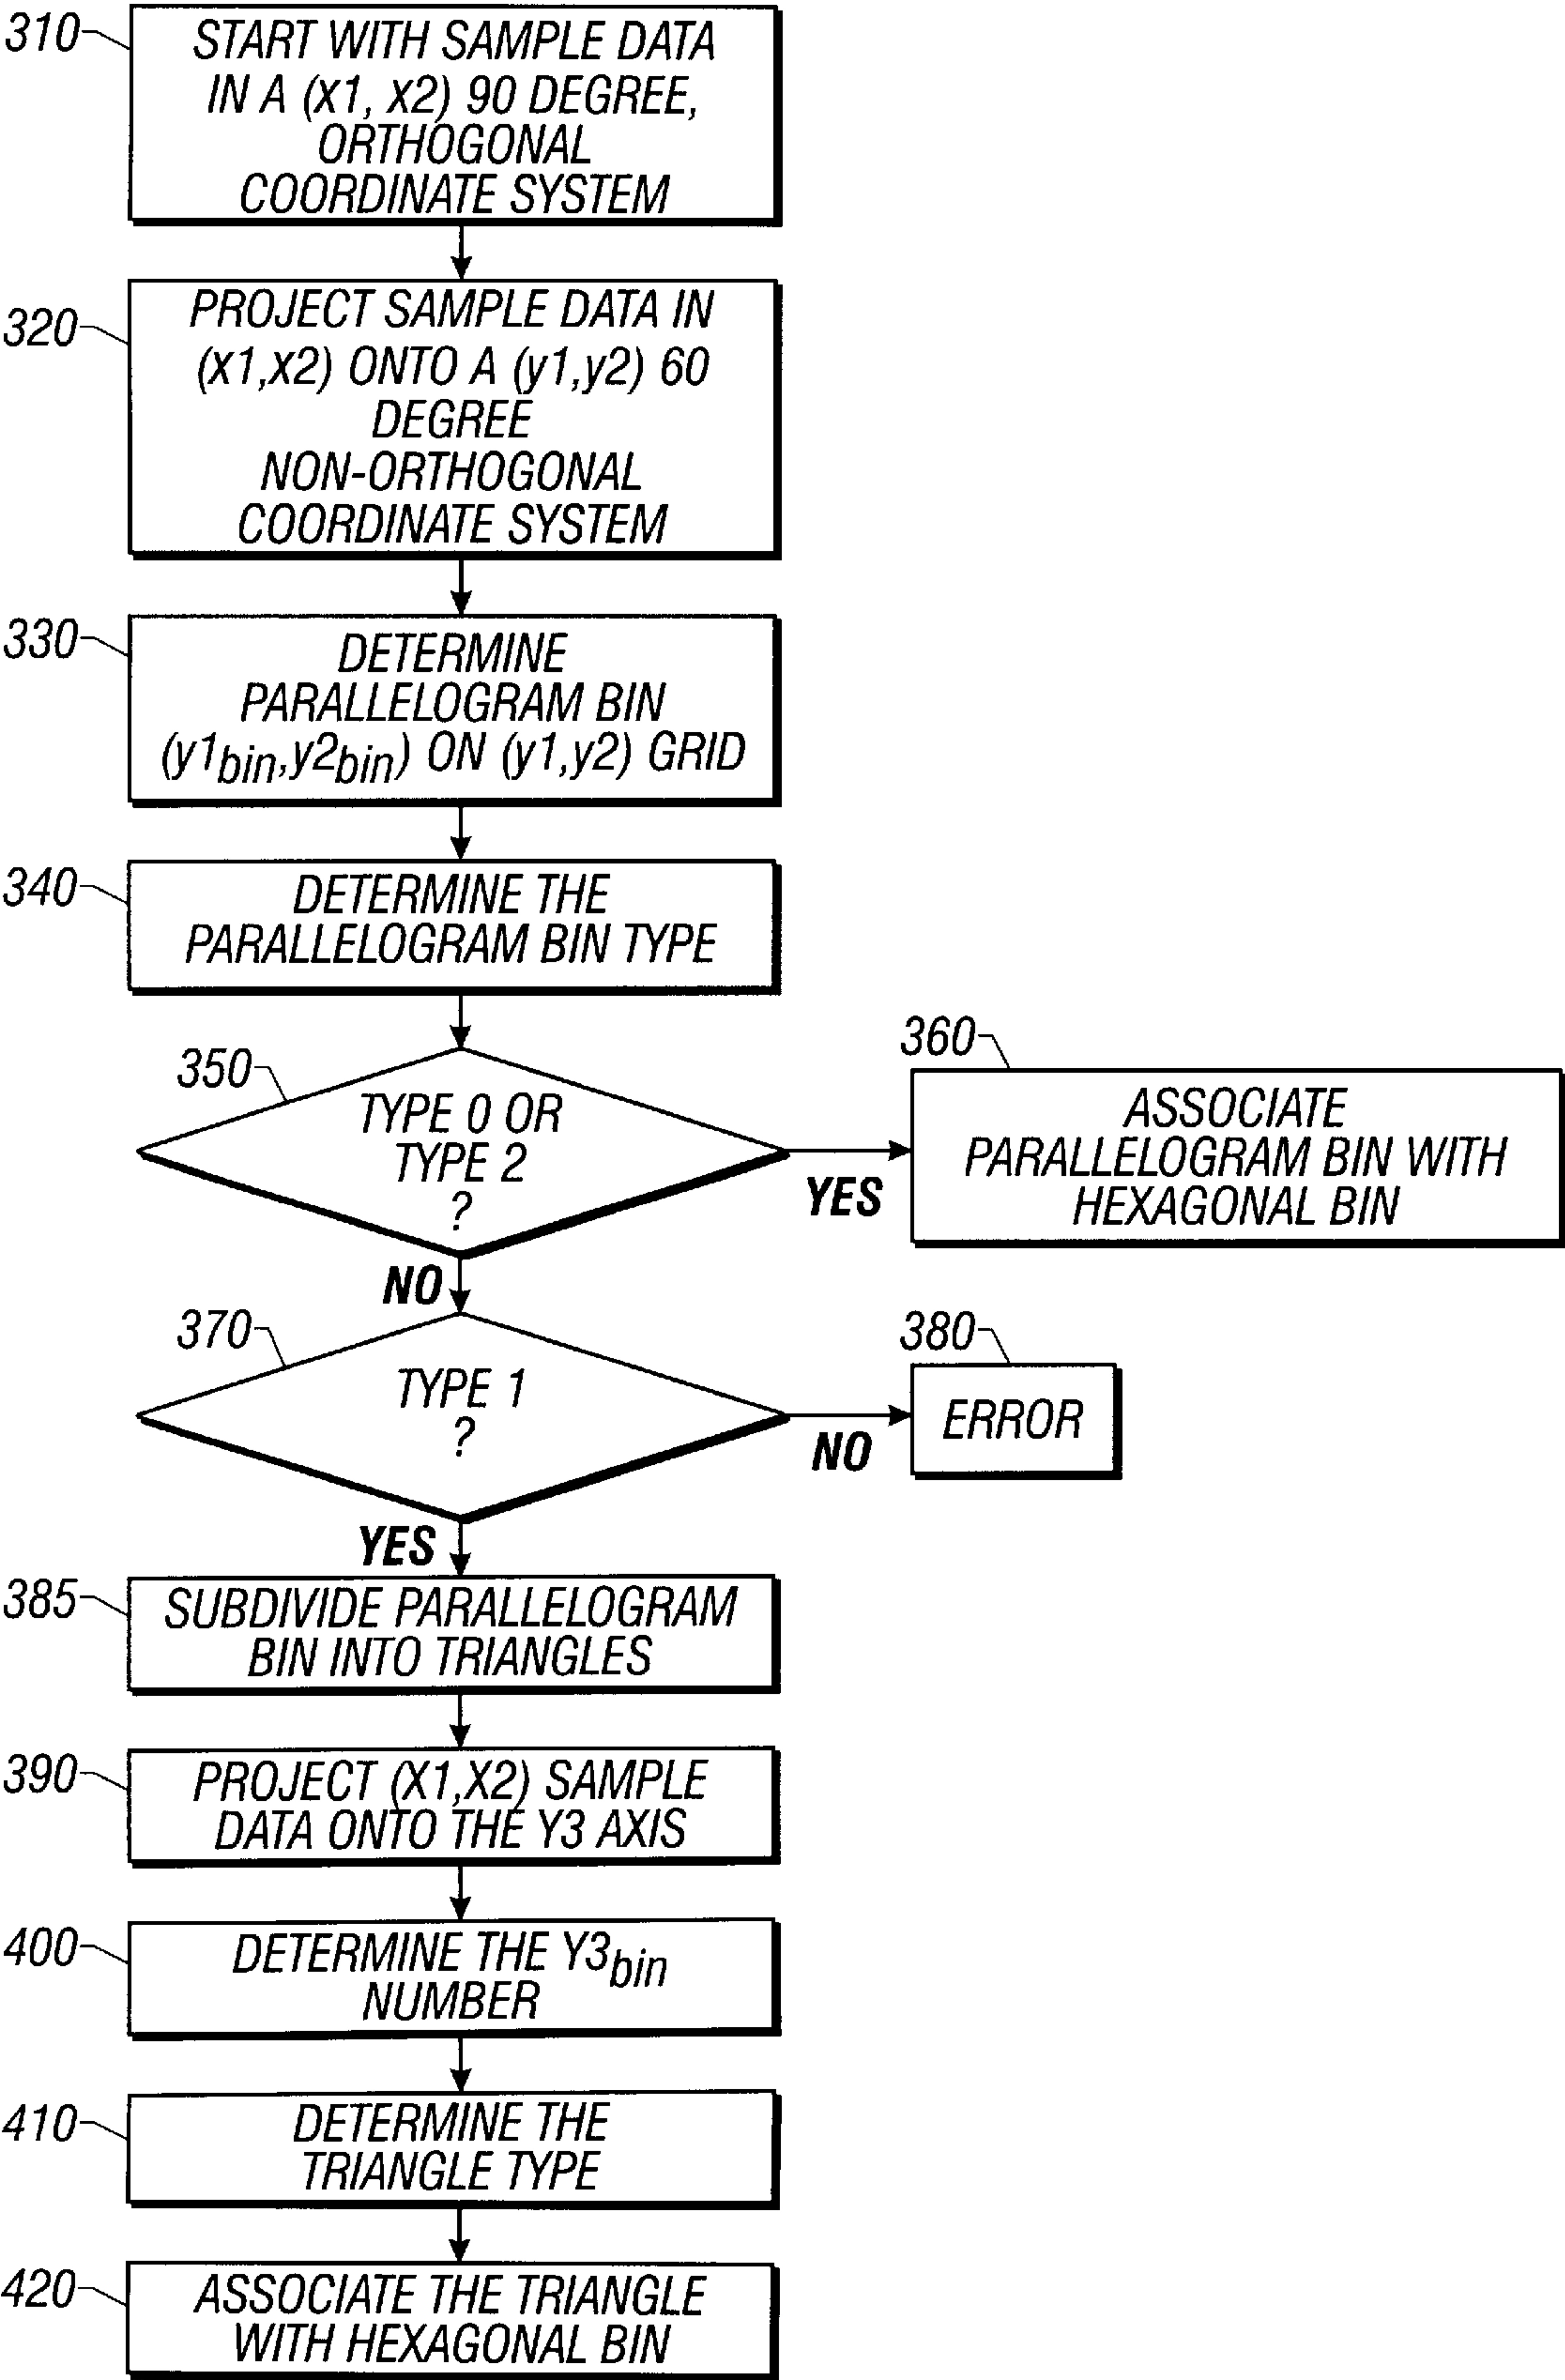 310
START WITH SAMPLE DATA
IN A (x1, x2) 90 DEGREE,
ORTHOGONAL
COORDINATE SYSTEM
320
PROJECT SAMPLE DATA IN
(x1,x2) ONTO A (y1,y2) 60
DEGREE
NON-ORTHOGONAL
COORDINATE SYSTEM
330
DETERMINE
PARALLELOGRAM BIN
(y1bin,y2bin) ON (y1,y2) GRID
340
DETERMINE THE
PARALLELOGRAM BIN TYPE
350
TYPE 0 OR
TYPE 2
?
YES
360
ASSOCIATE
PARALLELOGRAM BIN WITH
HEXAGONAL BIN
NO
370
TYPE 1
?
NO
380
ERROR
YES
385
SUBDIVIDE PARALLELOGRAM
BIN INTO TRIANGLES
390
PROJECT (X1,X2) SAMPLE
DATA ONTO THE Y3 AXIS
400
DETERMINE THE Y3bin
NUMBER
410
DETERMINE THE
TRIANGLE TYPE
420
ASSOCIATE THE TRIANGLE
WITH HEXAGONAL BIN